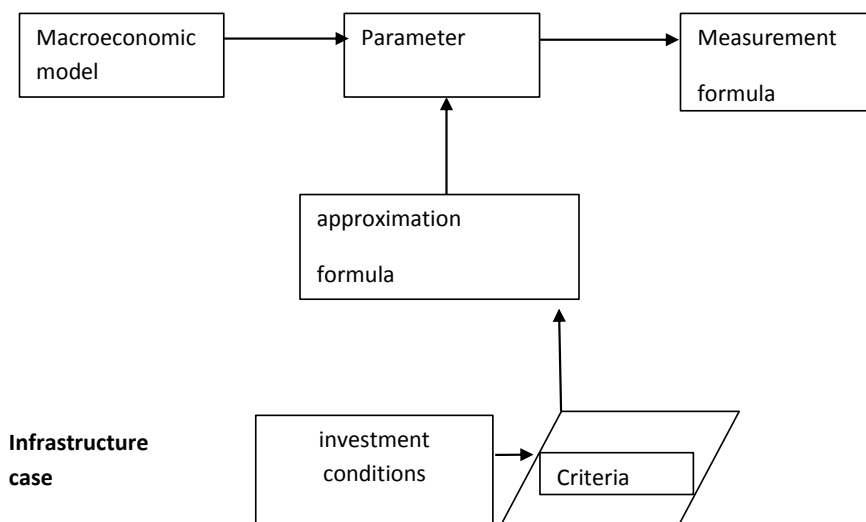 Macroeconomic
model
Parameter
Measurement
formula
approximation
formula
Infrastructure
case
investment
conditions
Criteria